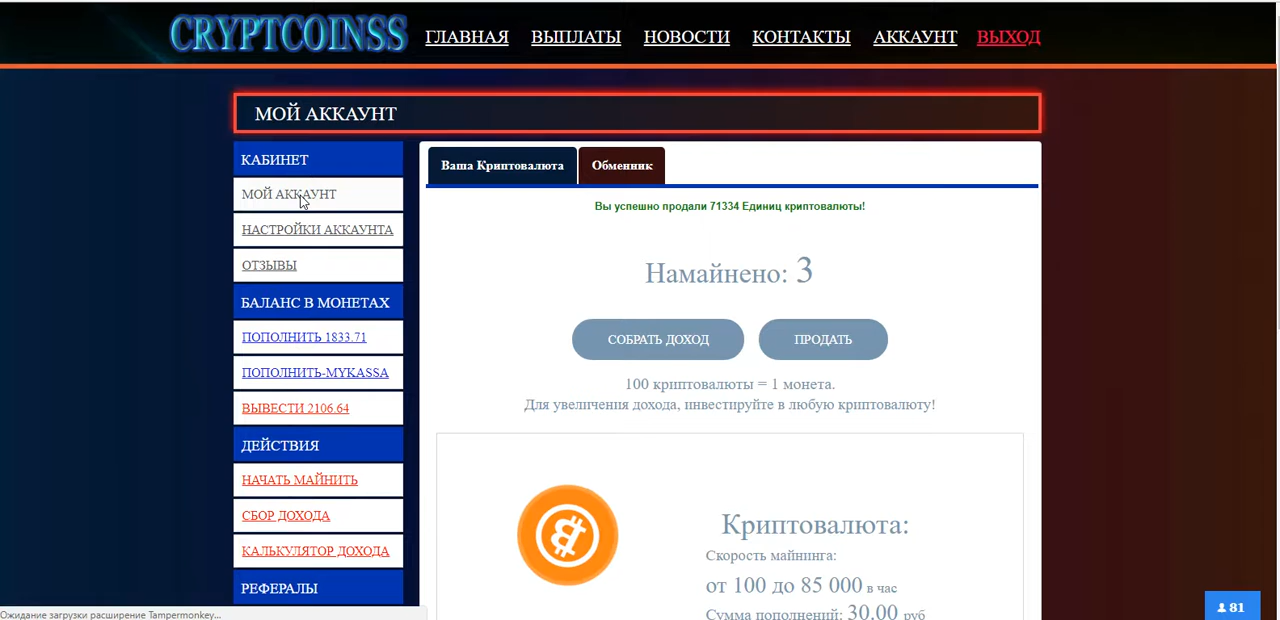 CRYPTCOINSS
ГЛАВНАЯ ВЫПЛАТЫ НОВОСТИ КОНТАКТЫ АККАУНТ ВЫХОД
МОЙ АККАУНТ
КАБИНЕТ
МОЙ АККАУНТ
НАСТРОЙКИ АККАУНТА
ОТЗЫВЫ
БАЛАНС В МОНЕТАХ
ПОПОЛНИТЬ 1833.71
ПОПОЛНИТЬ-MYKASSA
ВЫВЕСТИ 2106.64
ДЕЙСТВИЯ
НАЧАТЬ МАЙНИТЬ
СБОР ДОХОДА
КАЛЬКУЛЯТОР ДОХОДА
РЕФЕРАЛЫ
Ваша Криптовалюта Обменник
Вы успешно продали 71334 Единиц криптовалюты!
Намайнено: 3
СОБРАТЬ ДОХОД ПРОДАТЬ
100 криптовалюты = 1 монета.
Для увеличения дохода, инвестируйте в любую криптовалюту!
Криптовалюта:
Скорость майнинга:
от 100 до 85 000 в час
Сумма пополнений: 30.00 руб
Ожидание загрузки расширение Tampermonkey...
81